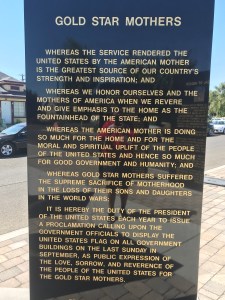 GOLD STAR MOTHERS
WHEREAS THE SERVICE RENDERED THE
UNITED STATES BY THE AMERICAN MOTHER
IS THE GREATEST SOURCE OF OUR COUNTRY'S
STRENGTH AND INSPIRATION; AND
WHEREAS WE HONOR OURSELVES AND THE
MOTHERS OF AMERICA WHEN WE REVERE
AND GIVE EMPHASIS TO THE HOME AS THE
FOUNTAINHEAD OF THE STATE; AND
WHEREAS THE AMERICAN MOTHER IS DOING
SO MUCH FOR THE HOME AND FOR THE
MORAL AND SPIRITUAL UPLIFT OF THE PEOPLE
OF THE UNITED STATES AND HENCE SO MUCH
FOR GOOD GOVERNMENT AND HUMANITY; AND
WHEREAS GOLD STAR MOTHERS SUFFERED
THE SUPREME SACRIFICE OF MOTHERHOOD
IN THE LOSS OF THEIR SONS AND DAUGHTERS
IN THE WORLD WARS:
IT IS HEREBY THE DUTY OF THE PRESIDENT
OF THE UNITED STATES EACH YEAR TO ISSUE
A PROCLAMATION CALLING UPON THE
GOVERNMENT OFFICIALS TO DISPLAY THE
UNITED STATES FLAG ON ALL GOVERNMENT
BUILDINGS ON THE LAST SUNDAY IN
SEPTEMBER, AS PUBLIC EXPRESSION OF
THE LOVE, SORROW, AND REVERENCE OF
THE PEOPLE OF THE UNITED STATES FOR
THE GOLD STAR MOTHERS.